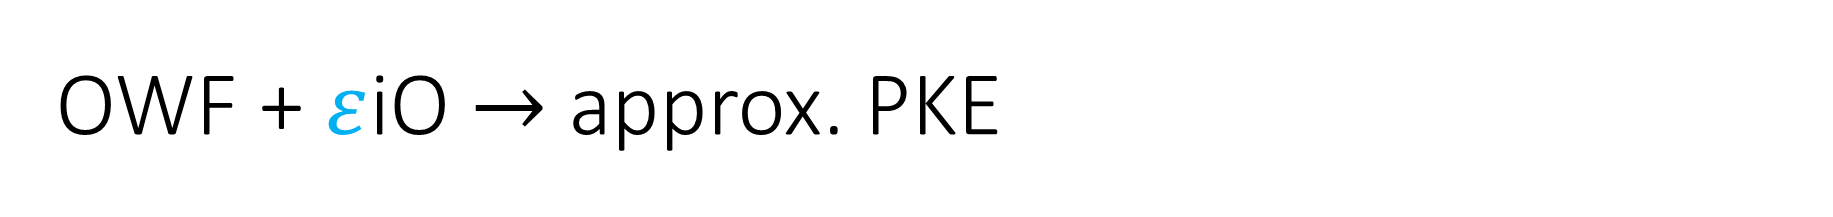 OWF + εiO → approx. PKE